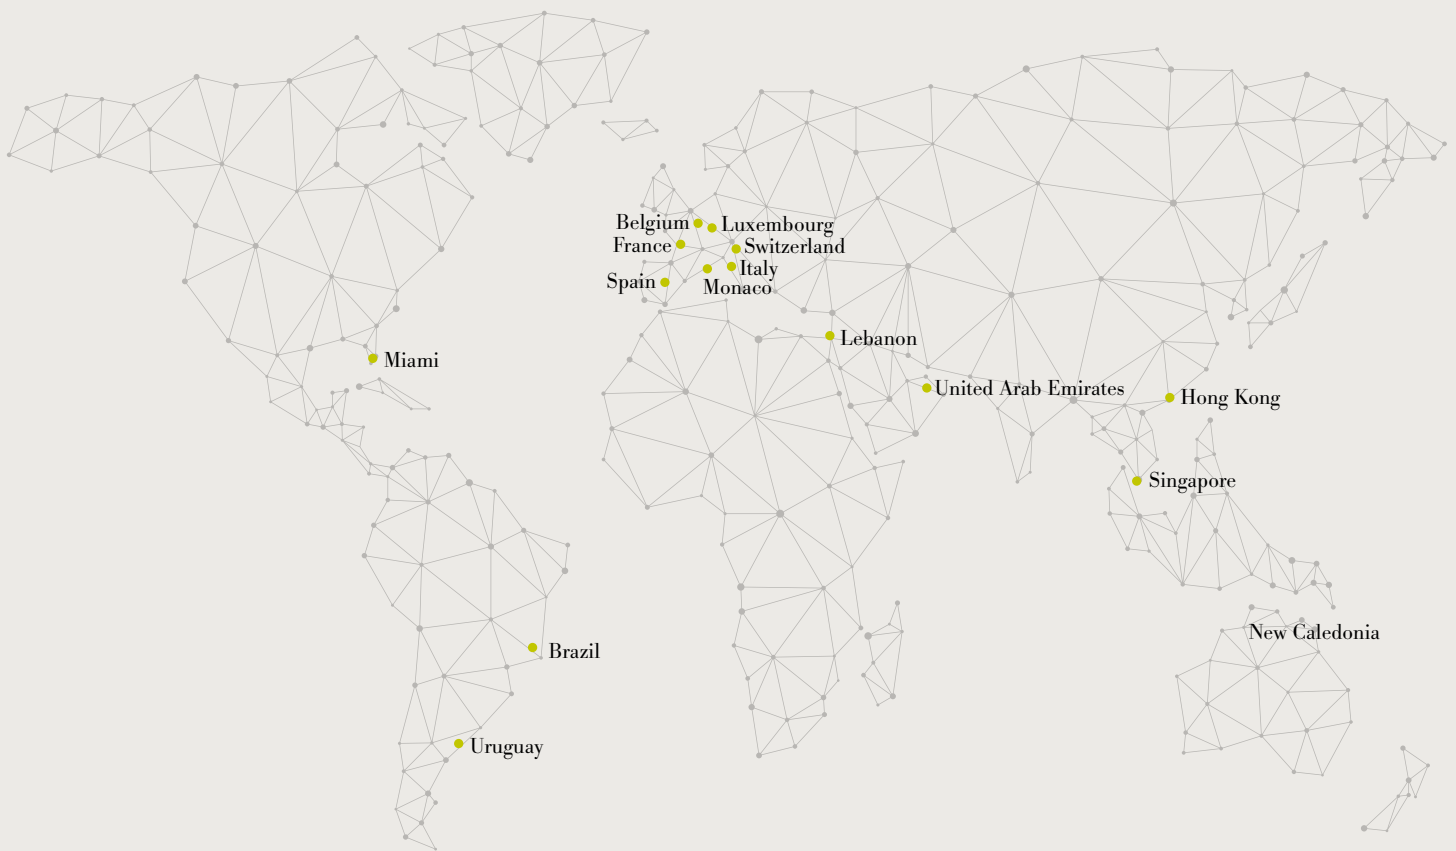 Belgium
Luxembourg
France
Switzerland
Italy
Spain
Monaco
Lebanon
Miami
United Arab Emirates
Hong Kong
Singapore
New Caledonia
Brazil
Uruguay